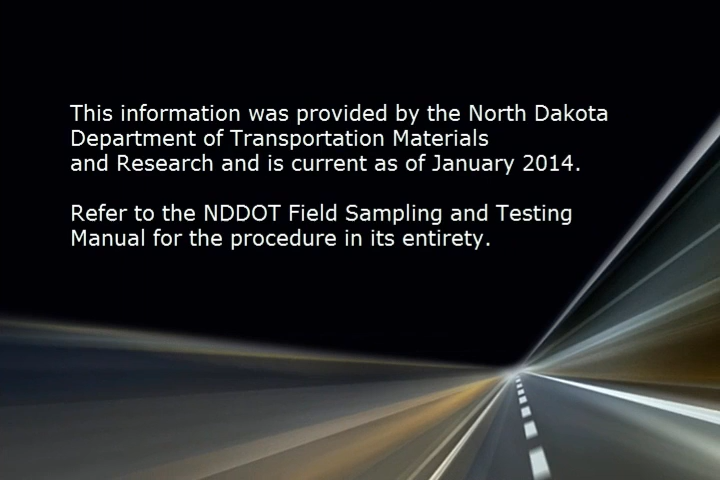 This information was provided by the North Dakota
Department of Transportation Materials
and Research and is current as of January 2014.
Refer to the NDDOT Field Sampling and Testing
Manual for the procedure in its entirety.